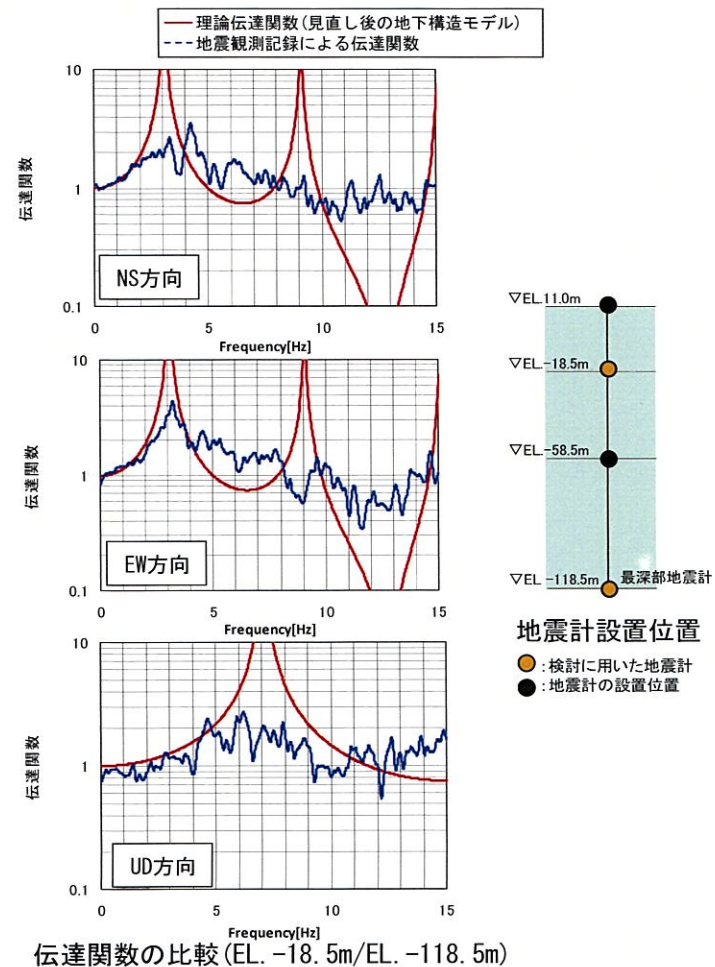 理論伝達関数(見直し後の地下構造モデル)
地震観測記録による伝達関数
10
1
0.1
伝達関数
NS方向
0 5 10 15
Frequency[Hz]
10
1
0.1
伝達関数
EW方向
0 5 10 15
Frequency[Hz]
10
1
0.1
伝達関数
UD方向
0 5 10 15
Frequency[Hz]
伝達関数の比較(EL.-18.5m/EL.-118.5m)
▽EL.11.0m
▽EL.-18.5m
▽EL.-58.5m
▽EL -118.5m 最深部地震計
地震計設置位置
:検討に用いた地震計
:地震計の設置位置